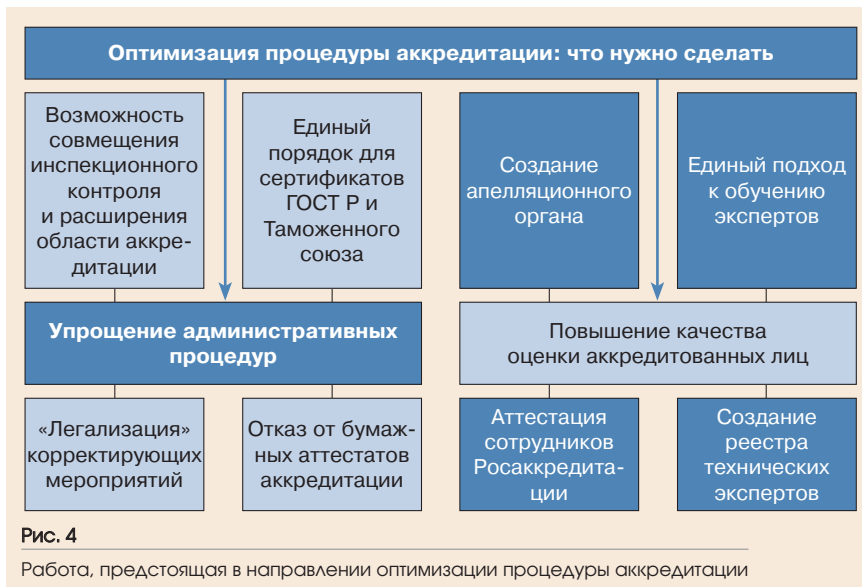 Оптимизация процедуры аккредитации: что нужно сделать
Возможность
совмещения
инспекционного
контроля
и расширения
области аккре-
дитации
Единый
порядок для
сертификатов
ГОСТ Р и
Таможенного
союза
Создание
апелляционного
органа
Единый подход
к обучению
экспертов
Упрощение административных
процедур
Повышение качества
оценки аккредитованных лиц
«Легализация»
корректирующих
мероприятий
Отказ от бумаж-
ных аттестатов
аккредитации
Аттестация
сотрудников
Росаккредита-
ции
Создание
реестра
технических
экспертов
Рис. 4
Работа, предстоящая в направлении оптимизации процедуры аккредитации